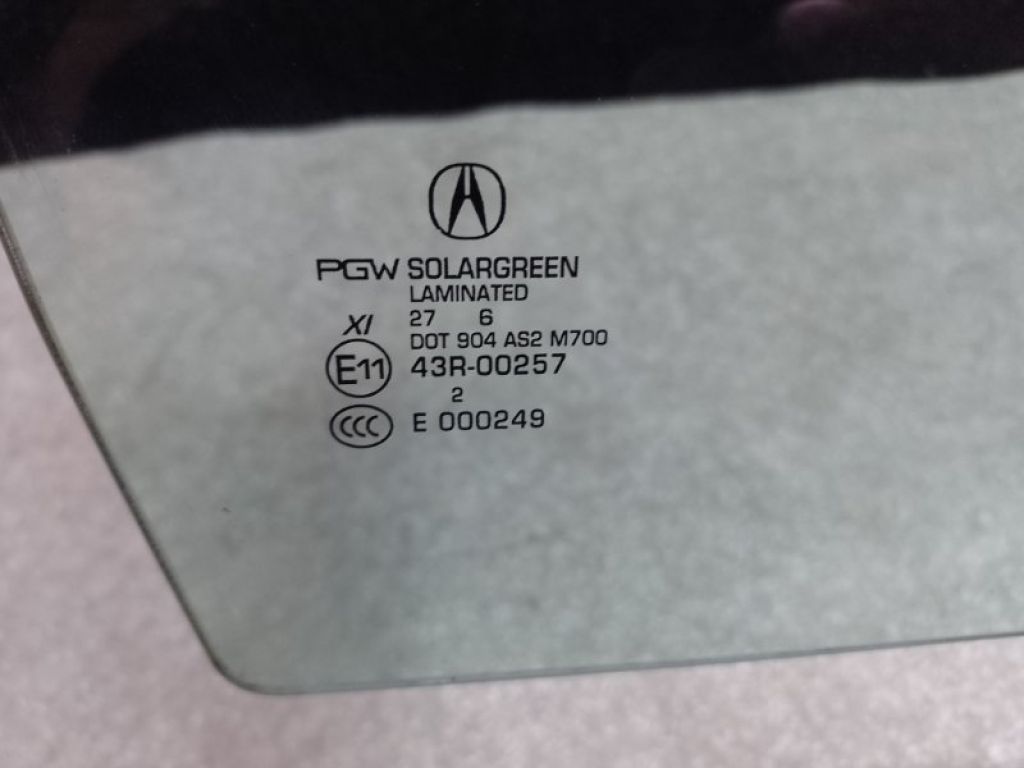 PGW SOLARGREEN
LAMINATED
27 6
XI
DOT 904 AS2 M700
E11 43R-00257
2
CCC E 000249